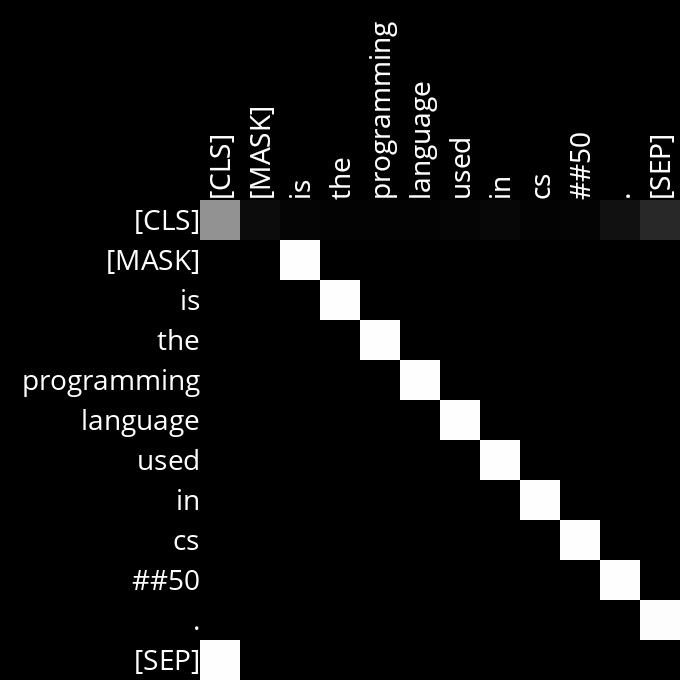 [CLS] [MASK] is the programming language used in cs ##50 . [SEP]
[CLS]
[MASK]
is
the
programming
language
used
in
cs
##50
.
[SEP]